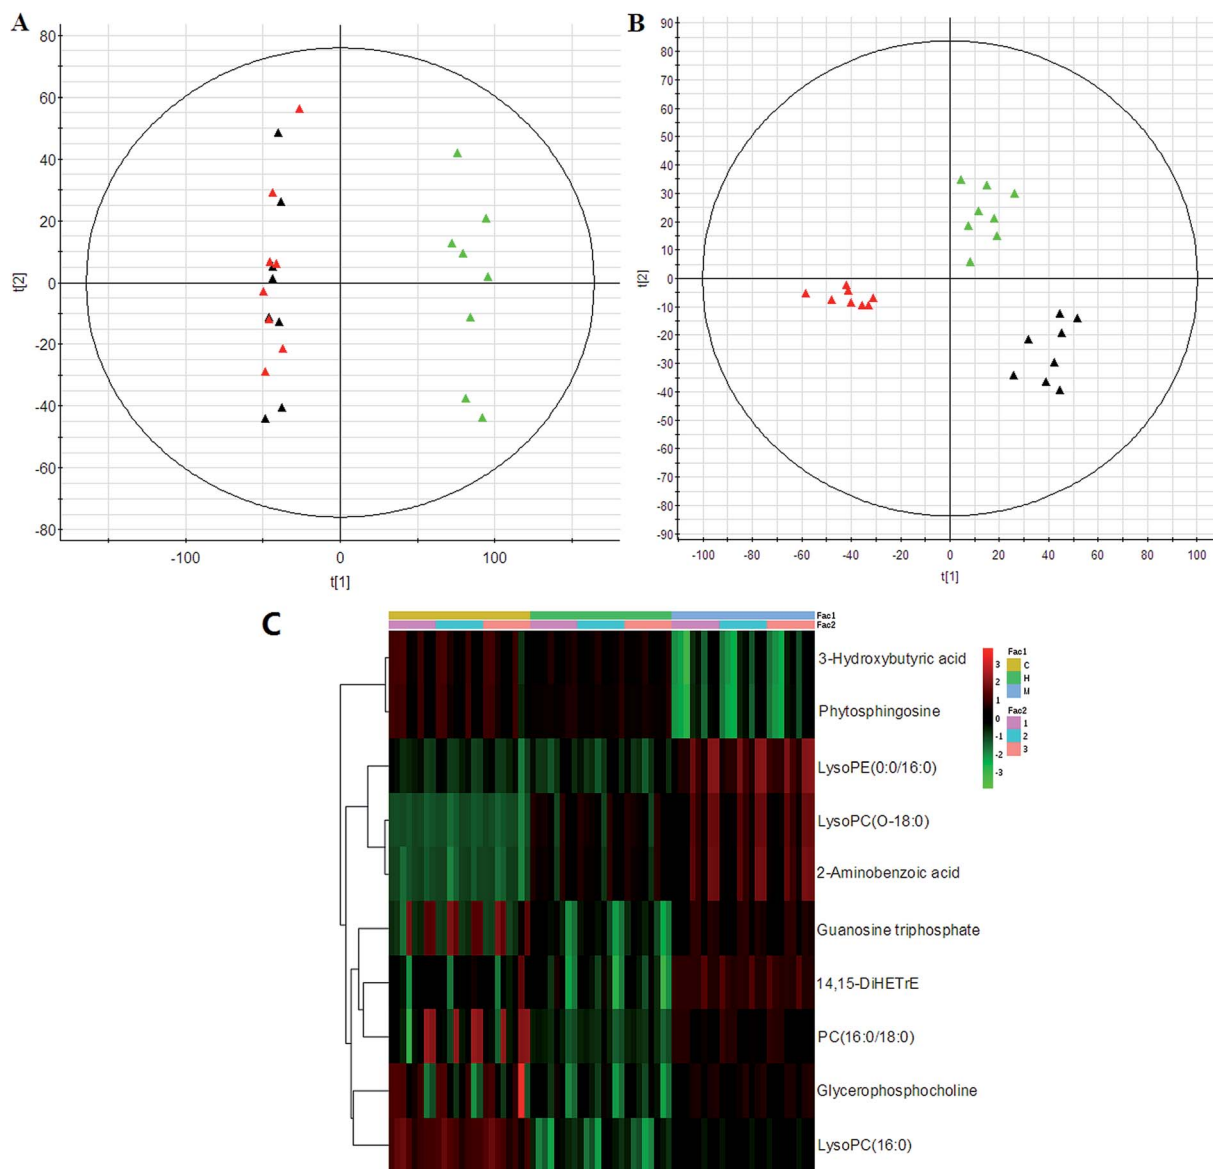 A
80
60
40
20
0
-20
-40
-60
-80
-100
0
100
t[2]
t[1]
B
90
80
70
60
50
40
30
20
10
0
-10
-20
-30
-40
-50
-60
-70
-80
-90
-100
-80
-60
-40
-20
0
20
40
60
80
100
t[2]
t[1]
C
Fac1
Fac2
3-Hydroxybutyric acid
Phytosphingosine
LysoPE(0:0/16:0)
LysoPC(O-18:0)
2-Aminobenzoic acid
Guanosine triphosphate
14,15-DiHETrE
PC(16:0/18:0)
Glycerophosphocholine
LysoPC(16:0)
3
2
1
0
-1
-2
-3
Fac1
C
H
M
Fac2
1
2
3